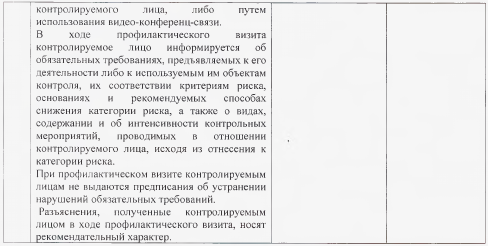 контролируемого лица, либо путем
использования видео-конференц-связи.
В ходе профилактического визита
контролируемое лицо информируется об
обязательных требованиях, предъявляемых к его
деятельности либо к используемым им объектам
контроля, их соответствии критериям риска,
основаниях и рекомендуемых способах
снижения категории риска, а также о видах,
содержании и об интенсивности контрольных
мероприятий, проводимых в отношении
контролируемого лица, исходя из отнесения к
категории риска.
При профилактическом визите контролируемым
лицам не выдаются предписания об устранении
нарушений обязательных требований.
Разъяснения, полученные контролируемым
лицом в ходе профилактического визита, носят
рекомендательный характер.